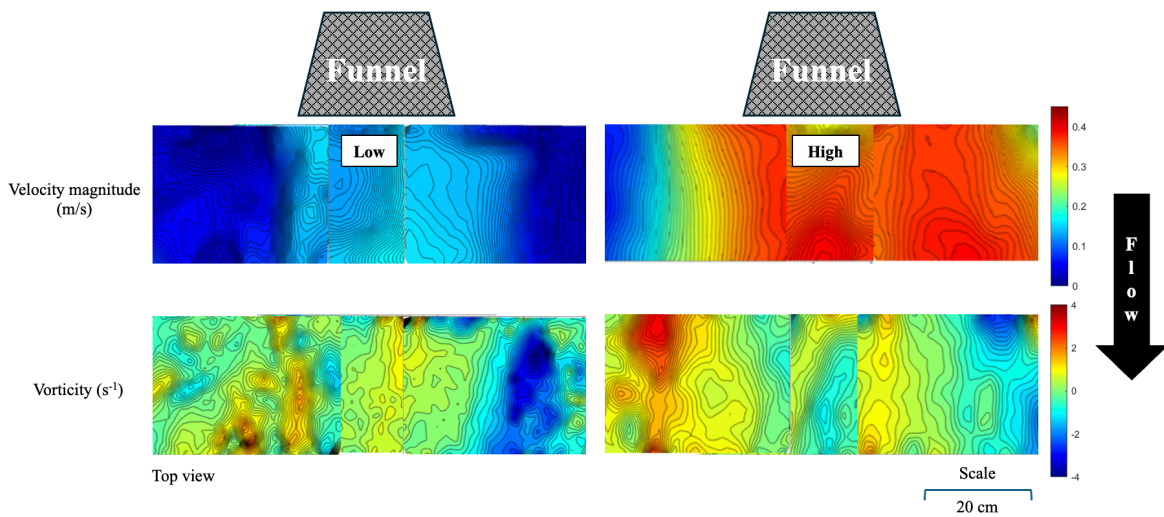 Funnel
Funnel
Low
High
Velocity magnitude
(m/s)
0.4
0.3
0.2
0.1
0
Flow
Vorticity (s⁻¹)
4
2
0
-2
-4
Top view
Scale
20 cm